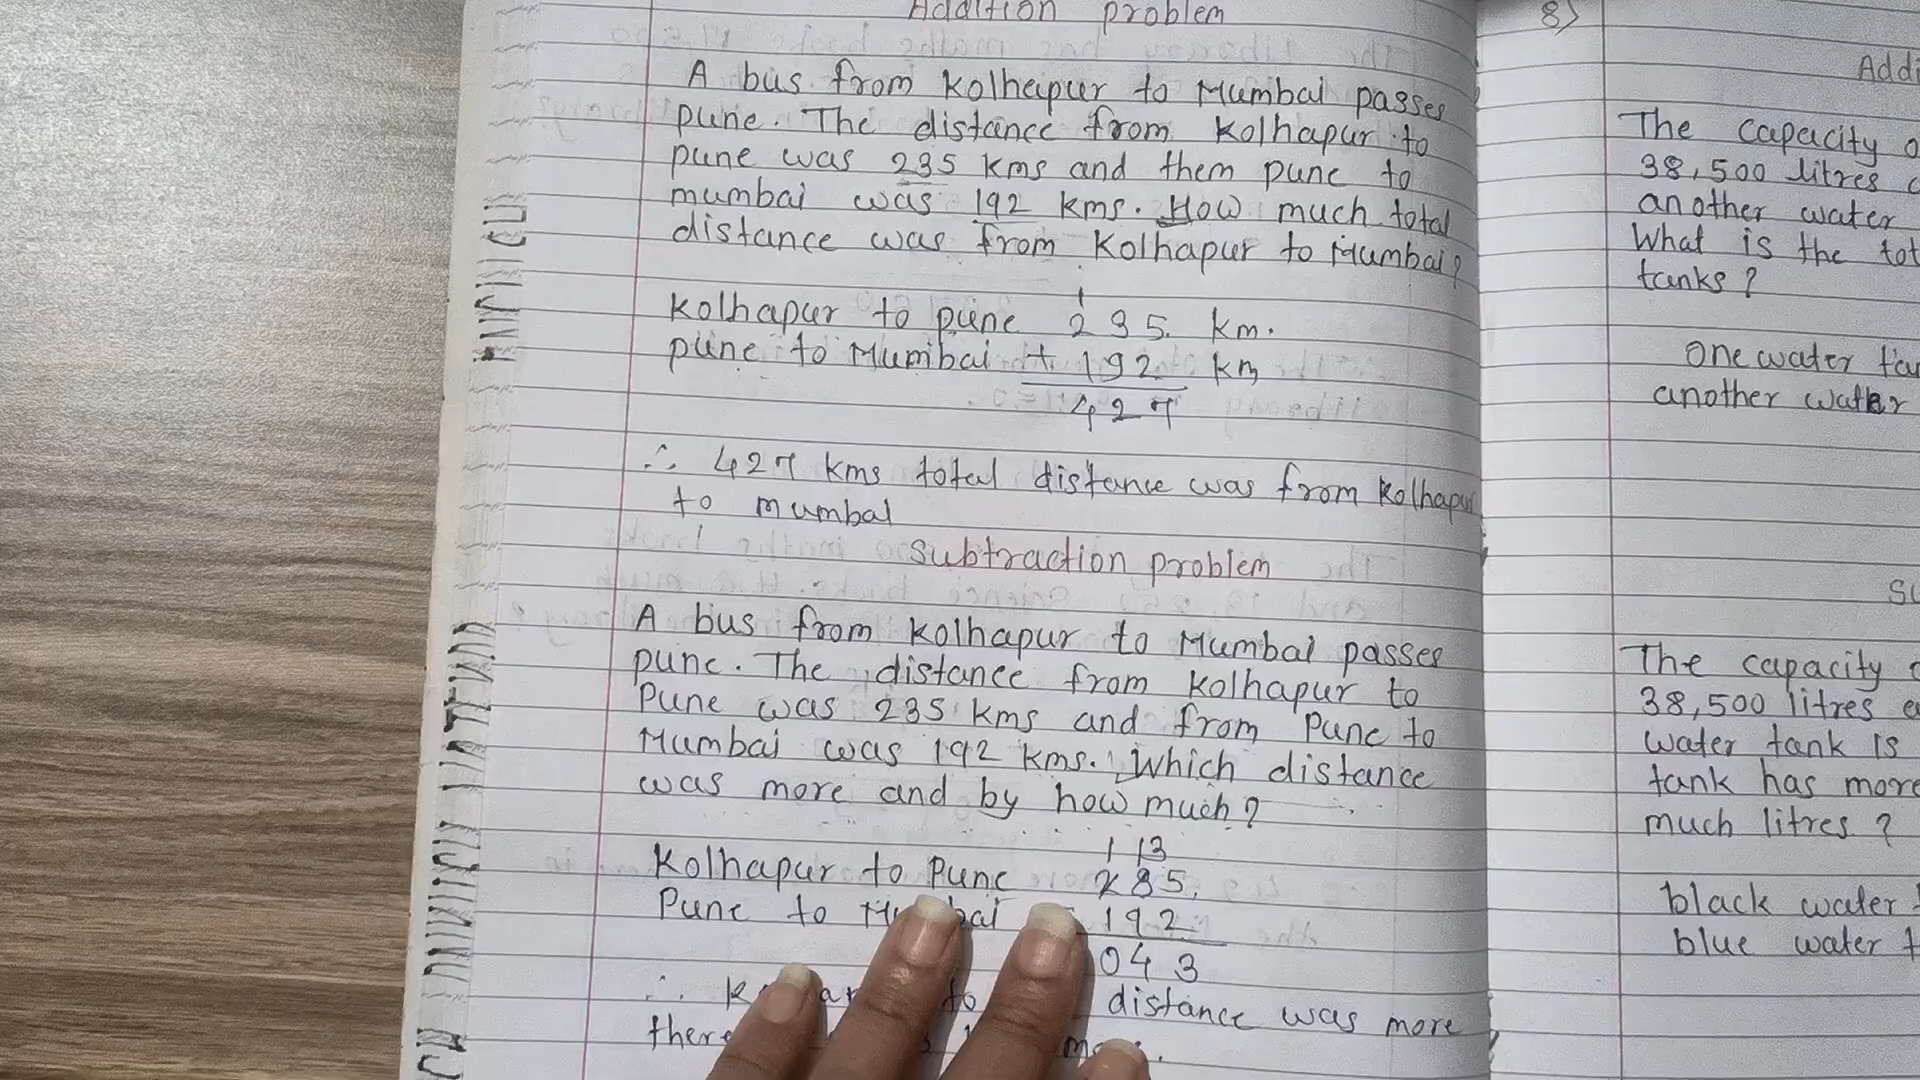 Addition problem
A bus from Kolhapur to Mumbai passes
pune. The distance from Kolhapur to
pune was 235 kms and them pune to
mumbai was 192 kms. How much total
distance was from Kolhapur to Mumbai?
1
Kolhapur to pune 235 km.
pune to Mumbai + 192 km
427
∴ 427 kms total distance was from Kolhapur
to mumbal
Subtraction problem
A bus from Kolhapur to Mumbai passes
pune. The distance from Kolhapur to
Pune was 235 kms and from Pune to
Mumbai was 192 kms. Which distance
was more and by how much?
1 13
Kolhapur to Pune 235
Pune to 192
043
∴ to distance was more
8)
The capacity
38,500 litres
another water
What is the
tanks?
One water
another water
The capacity
38,500 litres
water tank is
tank has more
much litres?
black water
blue water